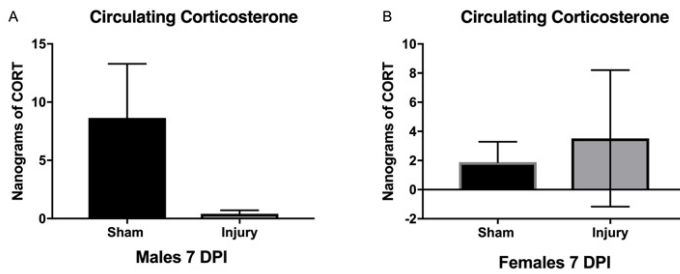 A
Circulating Corticosterone
Nanograms of CORT
15
10
5
0
Sham
Injury
Males 7 DPI
B
Circulating Corticosterone
Nanograms of CORT
10
8
6
4
2
0
-2
Sham
Injury
Females 7 DPI